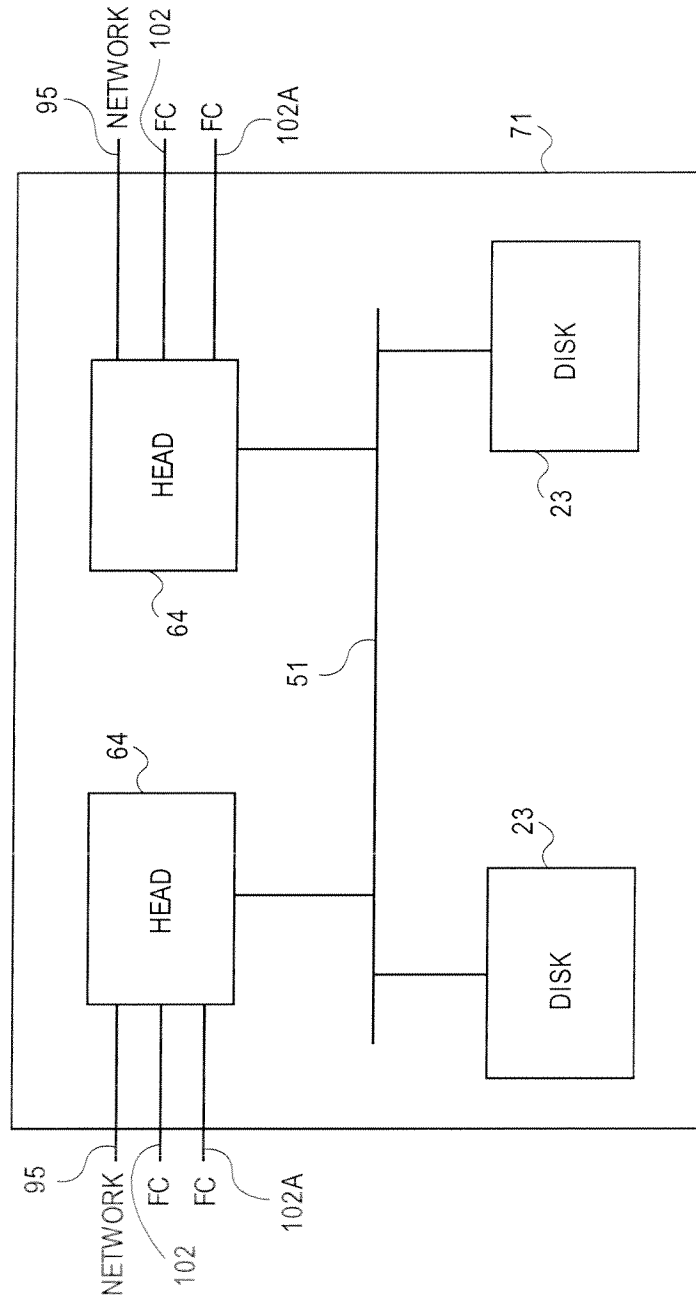 95
NETWORK
102
FC
FC
102A
HEAD
64
64
HEAD
95
NETWORK
102
FC
FC
102A
51
23
DISK
23
DISK
71